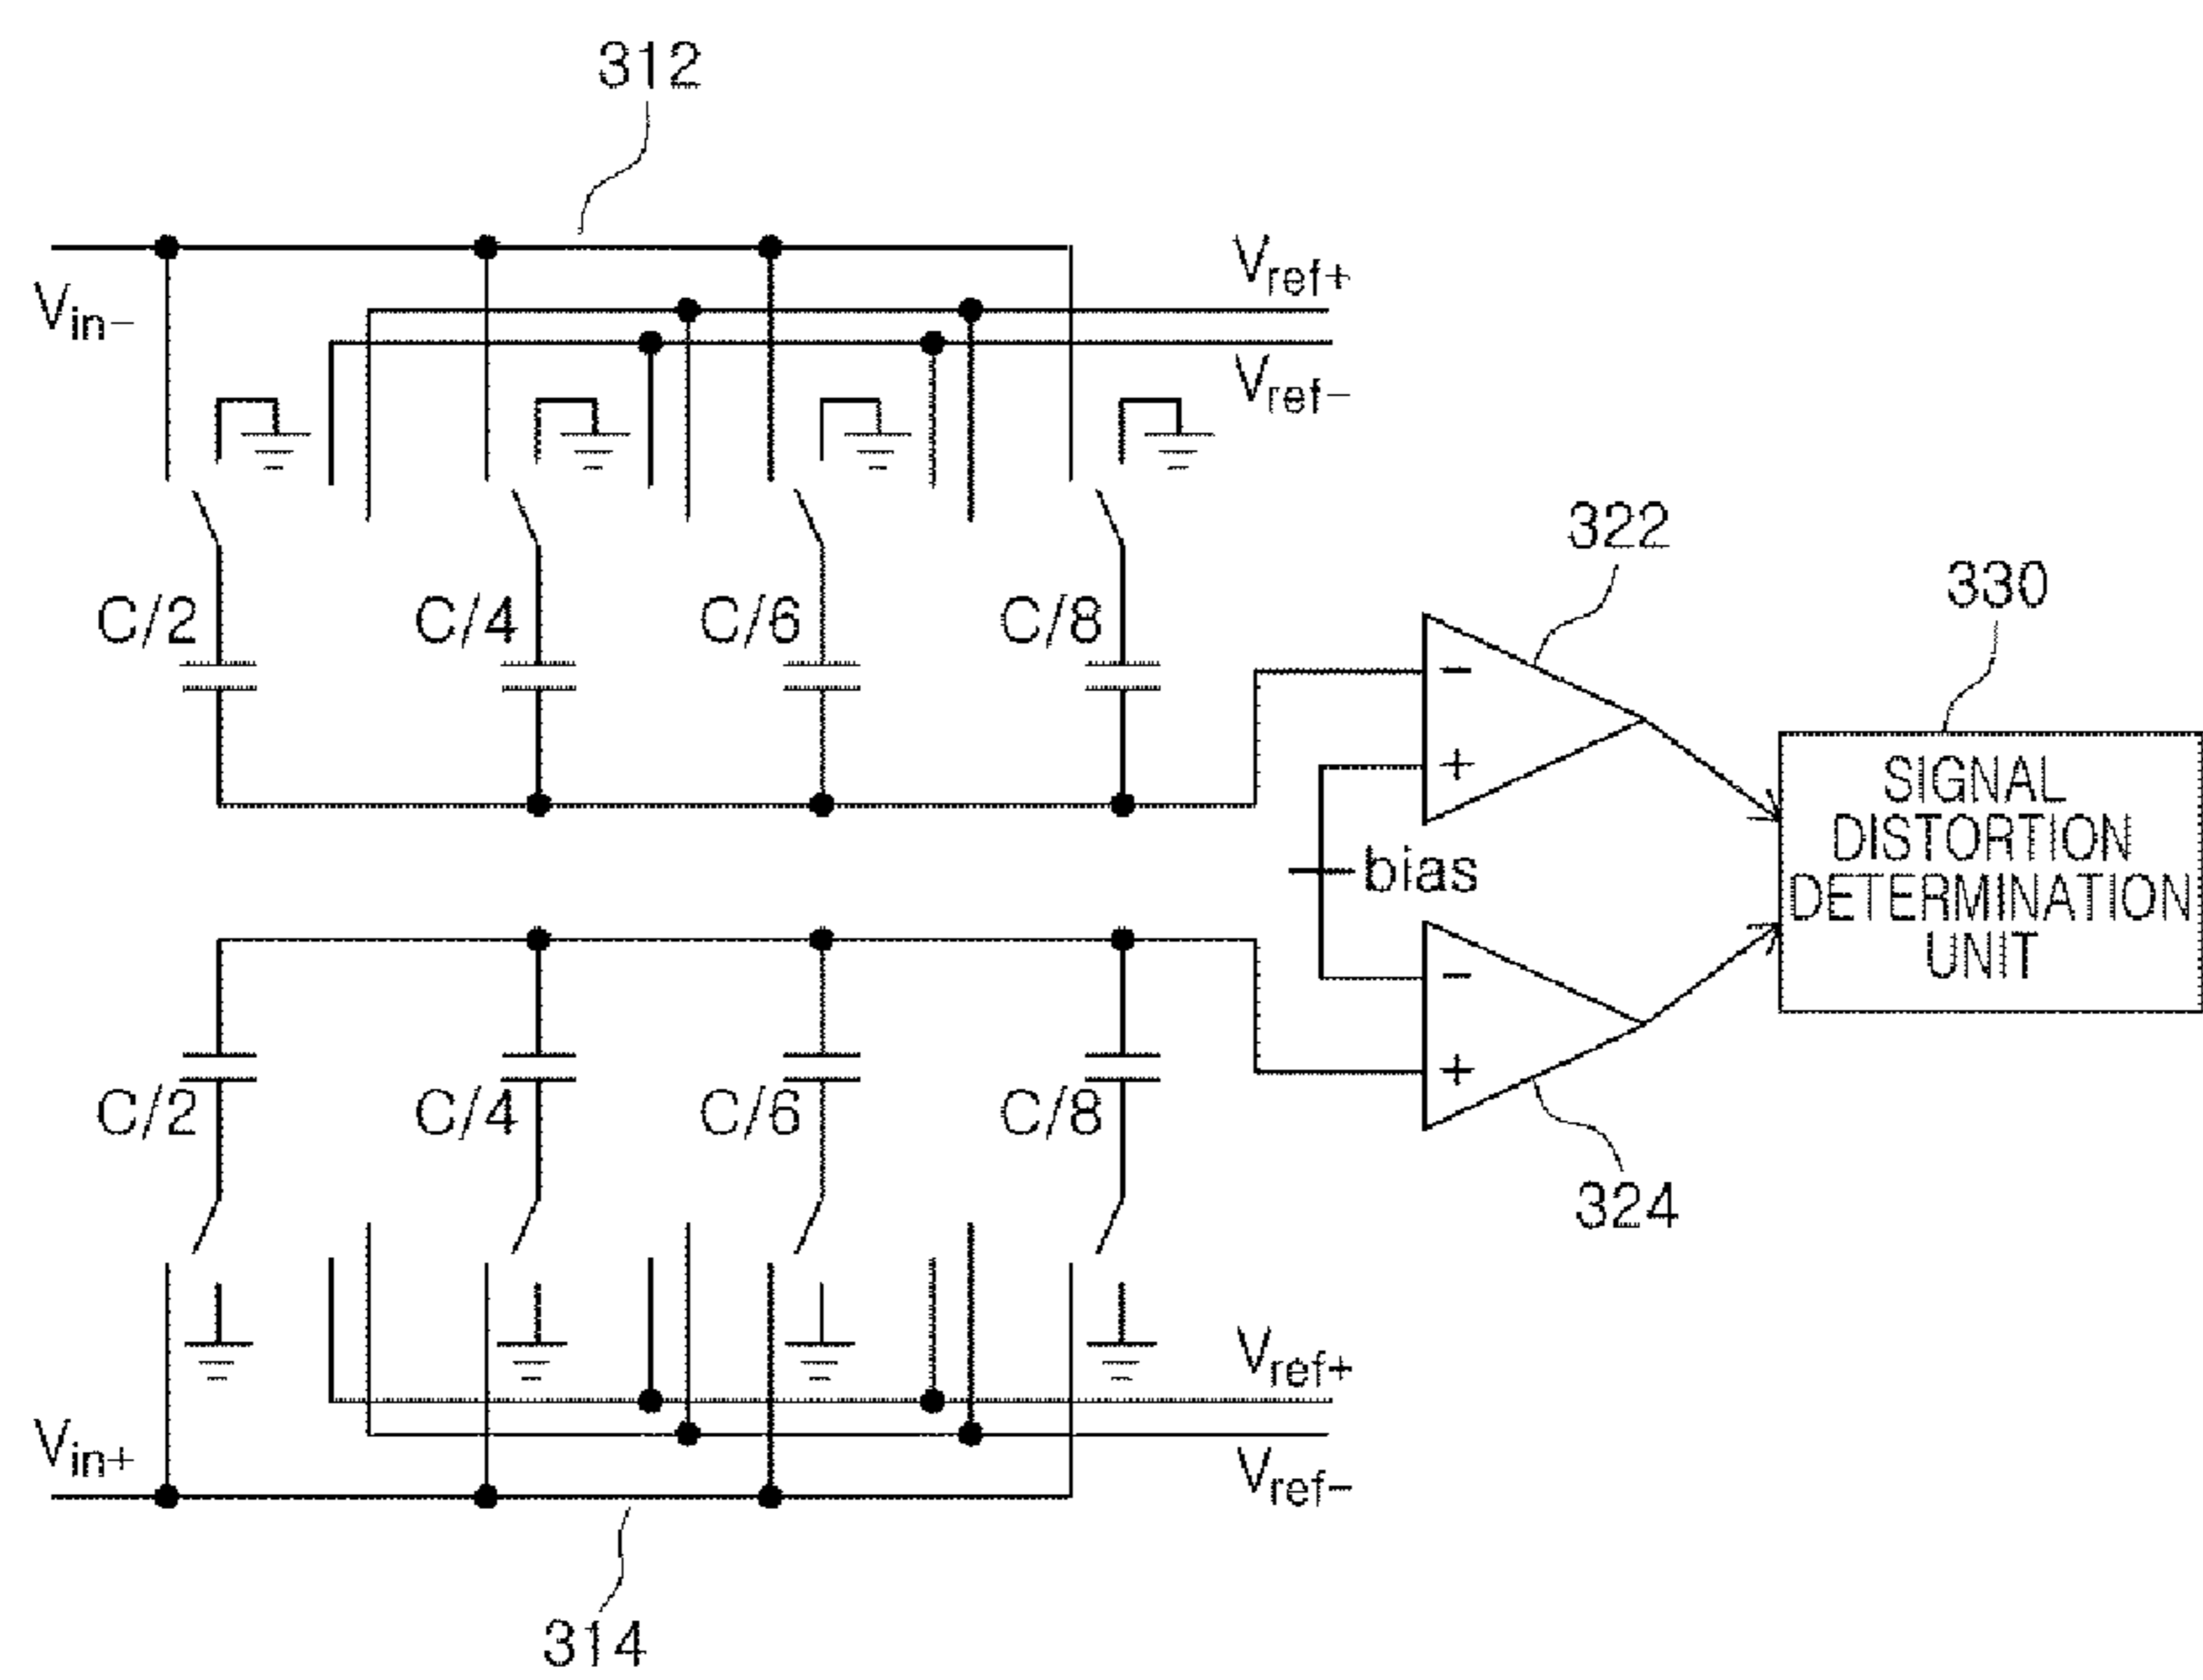 312
Vin−
Vref+
Vref−
C/2 C/4 C/6 C/8
322
330
−
+
SIGNAL
DISTORTION
DETERMINATION
UNIT
bias
−
+
C/2 C/4 C/6 C/8
324
Vref+
Vin+
Vref−
314